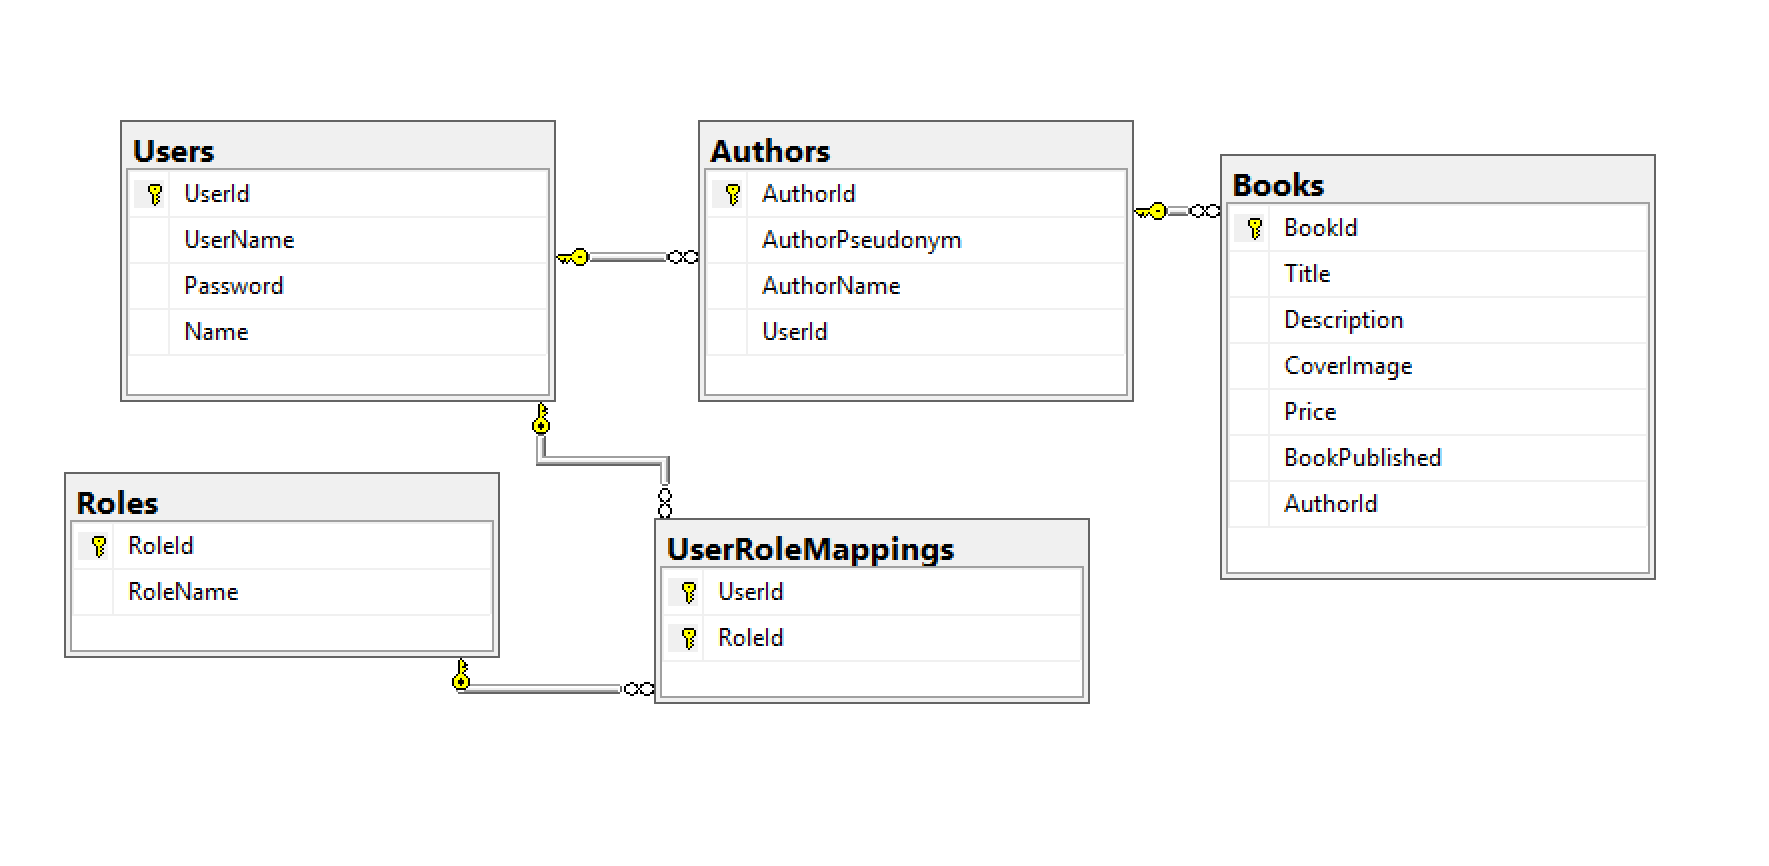 Users
UserId
UserName
Password
Name
Authors
AuthorId
AuthorPseudonym
AuthorName
UserId
Books
BookId
Title
Description
CoverImage
Price
BookPublished
AuthorId
Roles
RoleId
RoleName
UserRoleMappings
UserId
RoleId